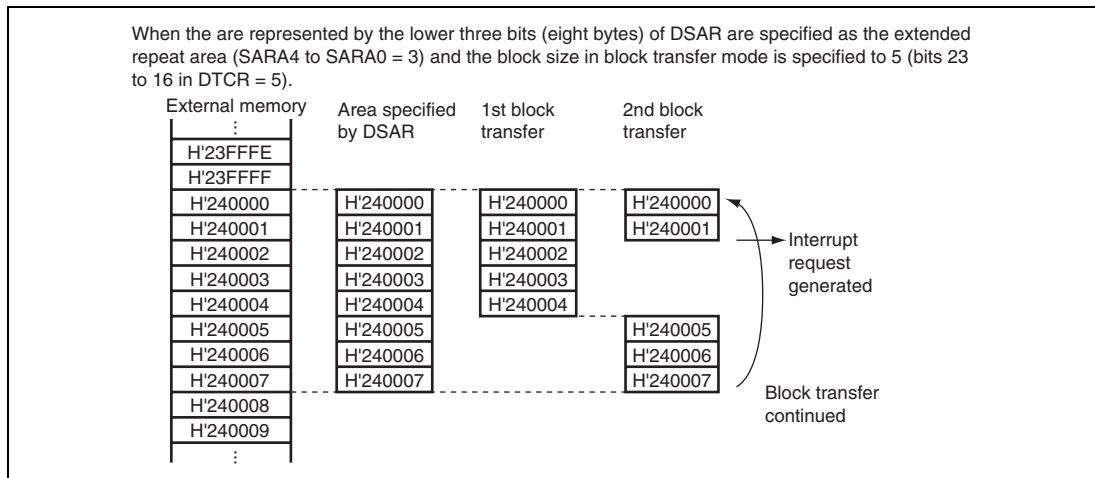 When the are represented by the lower three bits (eight bytes) of DSAR are specified as the extended
repeat area (SARA4 to SARA0 = 3) and the block size in block transfer mode is specified to 5 (bits 23
to 16 in DTCR = 5).
External memory
⋮
H'23FFFE
H'23FFFF
H'240000
H'240001
H'240002
H'240003
H'240004
H'240005
H'240006
H'240007
H'240008
H'240009
⋮
Area specified
by DSAR
H'240000
H'240001
H'240002
H'240003
H'240004
H'240005
H'240006
H'240007
1st block
transfer
H'240000
H'240001
H'240002
H'240003
H'240004
2nd block
transfer
H'240000
H'240001
H'240005
H'240006
H'240007
Interrupt
request
generated
Block transfer
continued